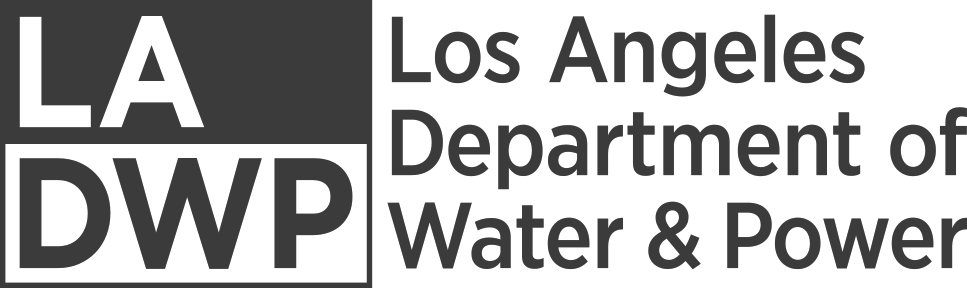 LA
DWP
Los Angeles
Department of
Water & Power